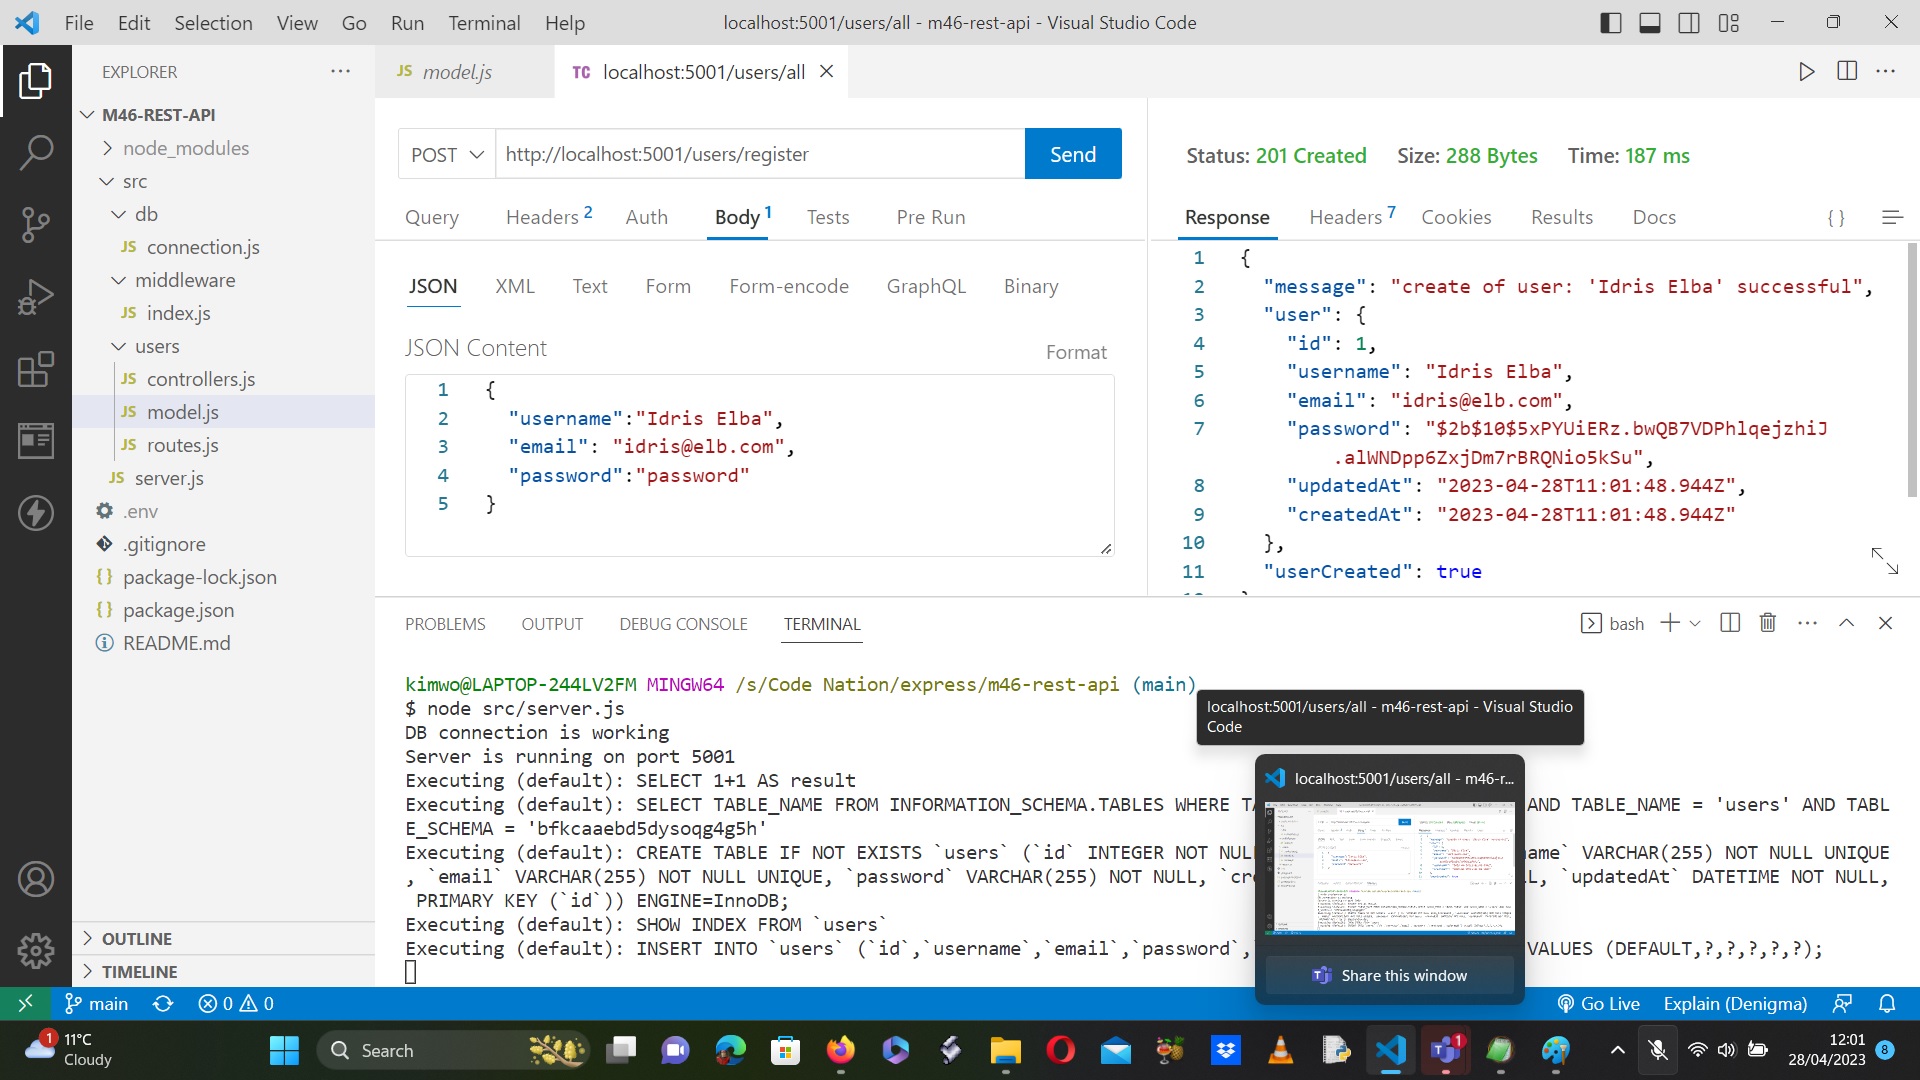 File Edit Selection View Go Run Terminal Help
localhost:5001/users/all - m46-rest-api - Visual Studio Code
EXPLORER
M46-REST-API
node_modules
src
db
JS connection.js
middleware
JS index.js
users
JS controllers.js
JS model.js
JS routes.js
JS server.js
.env
.gitignore
{} package-lock.json
{} package.json
README.md
OUTLINE
TIMELINE
JS model.js
TC localhost:5001/users/all
POST http://localhost:5001/users/register Send
Query Headers 2 Auth Body 1 Tests Pre Run
JSON XML Text Form Form-encode GraphQL Binary
JSON Content
Format
1 {
2 "username":"Idris Elba",
3 "email": "idris@elb.com",
4 "password":"password"
5 }
Status: 201 Created Size: 288 Bytes Time: 187 ms
Response Headers 7 Cookies Results Docs { }
1 {
2 "message": "create of user: 'Idris Elba' successful",
3 "user": {
4 "id": 1,
5 "username": "Idris Elba",
6 "email": "idris@elb.com",
7 "password": "$2b$10$5xPYUiERz.bwQB7VDPhlqejzhiJ
.alWNDpp6ZxjDm7rBRQNio5kSu",
8 "updatedAt": "2023-04-28T11:01:48.944Z",
9 "createdAt": "2023-04-28T11:01:48.944Z"
10 },
11 "userCreated": true
PROBLEMS OUTPUT DEBUG CONSOLE TERMINAL
bash
kimwo@LAPTOP-244LV2FM MINGW64 /s/Code Nation/express/m46-rest-api (main)
$ node src/server.js
DB connection is working
Server is running on port 5001
Executing (default): SELECT 1+1 AS result
Executing (default): SELECT TABLE_NAME FROM INFORMATION_SCHEMA.TABLES WHERE TA AND TABLE_NAME = 'users' AND TABL
E_SCHEMA = 'bfkcaaebd5dysoqg4g5h'
Executing (default): CREATE TABLE IF NOT EXISTS `users` (`id` INTEGER NOT NULL name` VARCHAR(255) NOT NULL UNIQUE
, `email` VARCHAR(255) NOT NULL UNIQUE, `password` VARCHAR(255) NOT NULL, `cre LL, `updatedAt` DATETIME NOT NULL,
PRIMARY KEY (`id`)) ENGINE=InnoDB;
Executing (default): SHOW INDEX FROM `users`
Executing (default): INSERT INTO `users` (`id`,`username`,`email`,`password`, VALUES (DEFAULT,?,?,?,?,?);
localhost:5001/users/all - m46-rest-api - Visual Studio
Code
localhost:5001/users/all - m46-r...
Share this window
main 0 0
Go Live Explain (Denigma)
1 11°C
Cloudy
Search
1
12:01
28/04/2023
8